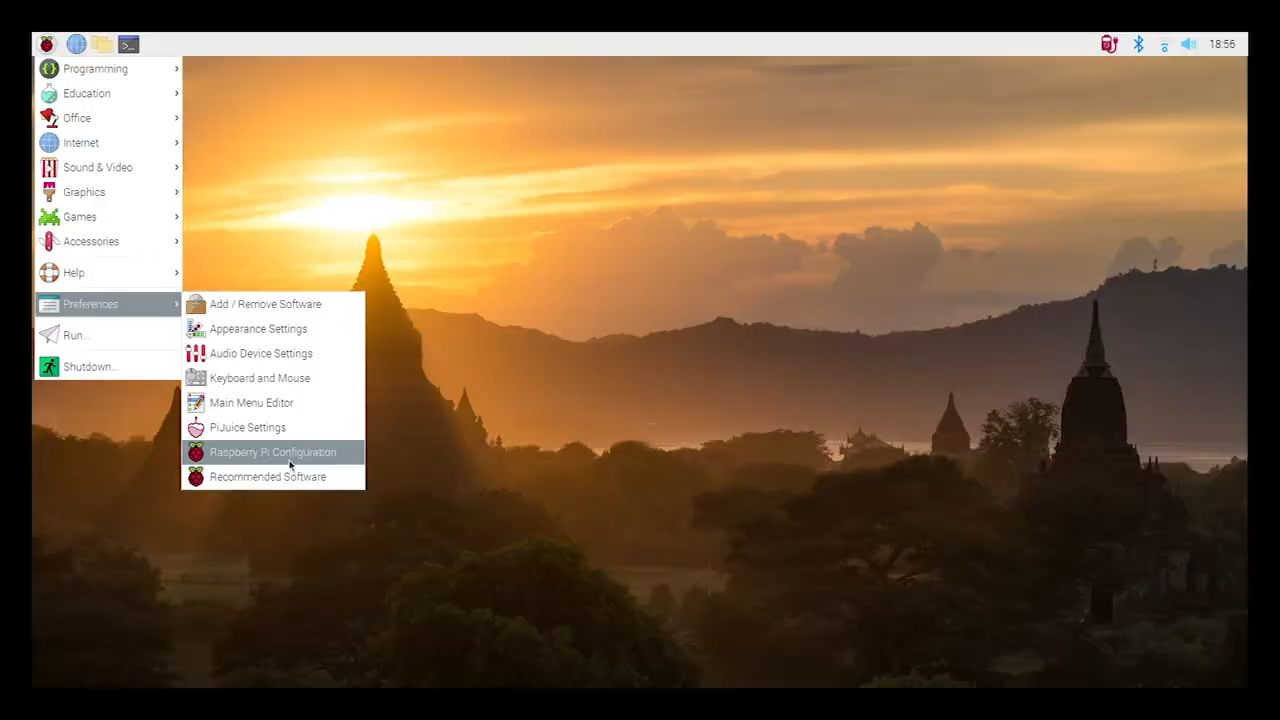 18:56
Programming
Education
Office
Internet
Sound & Video
Graphics
Games
Accessories
Help
Preferences
Run...
Shutdown...
Add / Remove Software
Appearance Settings
Audio Device Settings
Keyboard and Mouse
Main Menu Editor
PiJuice Settings
Raspberry Pi Configuration
Recommended Software